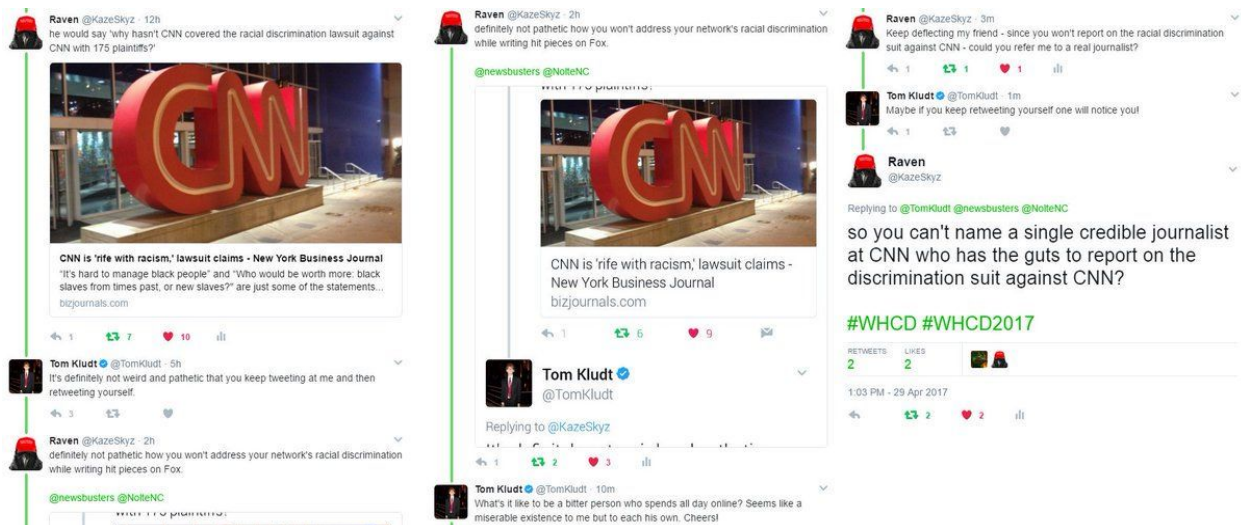 Raven @KazeSkyz · 12h
he would say 'why hasn't CNN covered the racial discrimination lawsuit against
CNN with 175 plaintiffs?'
CNN
CNN is 'rife with racism,' lawsuit claims - New York Business Journal
"It's hard to manage black people" and "Who would be worth more: black
slaves from times past, or new slaves?" are just some of the statements...
bizjournals.com
1 7 10
Tom Kludt @TomKludt · 5h
It's definitely not weird and pathetic that you keep tweeting at me and then
retweeting yourself.
3
Raven @KazeSkyz · 2h
definitely not pathetic how you won't address your network's racial discrimination
while writing hit pieces on Fox.
@newsbusters @NolteNC
with 175 plaintiffs?'
Raven @KazeSkyz · 2h
definitely not pathetic how you won't address your network's racial discrimination
while writing hit pieces on Fox.
@newsbusters @NolteNC
with 175 plaintiffs?'
CNN
CNN is 'rife with racism,' lawsuit claims -
New York Business Journal
bizjournals.com
1 6 9
Tom Kludt
@TomKludt
Replying to @KazeSkyz
1 2 3
Tom Kludt @TomKludt · 10m
What's it like to be a bitter person who spends all day online? Seems like a
miserable existence to me but to each his own. Cheers!
Raven @KazeSkyz · 3m
Keep deflecting my friend - since you won't report on the racial discrimination
suit against CNN - could you refer me to a real journalist?
1 1 1
Tom Kludt @TomKludt · 1m
Maybe if you keep retweeting yourself one will notice you!
1
Raven
@KazeSkyz
Replying to @TomKludt @newsbusters @NolteNC
so you can't name a single credible journalist
at CNN who has the guts to report on the
discrimination suit against CNN?
#WHCD #WHCD2017
RETWEETS LIKES
2 2
1:03 PM - 29 Apr 2017
2 2